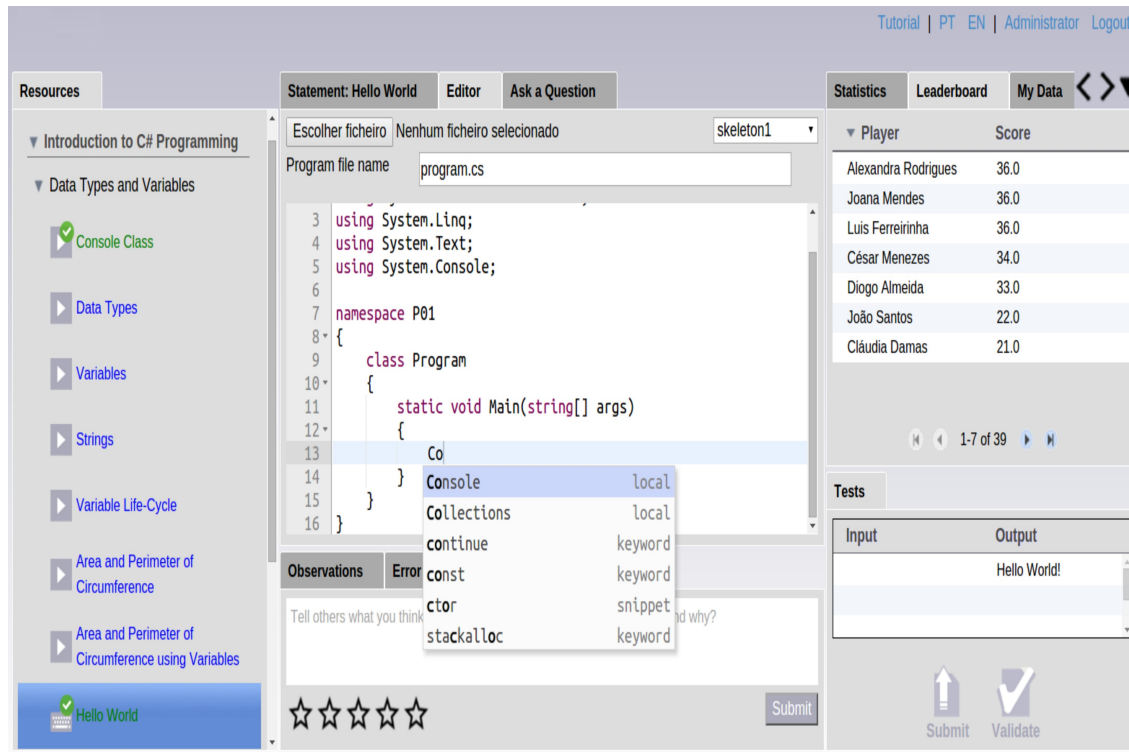 Tutorial | PT EN | Administrator Logout
Resources
Introduction to C# Programming
Data Types and Variables
Console Class
Data Types
Variables
Strings
Variable Life-Cycle
Area and Perimeter of
Circumference
Area and Perimeter of
Circumference using Variables
Hello World
Statement: Hello World Editor Ask a Question
Escolher ficheiro Nenhum ficheiro selecionado skeleton1
Program file name program.cs
3 using System.Linq;
4 using System.Text;
5 using System.Console;
6
7 namespace P01
8 {
9 class Program
10 {
11 static void Main(string[] args)
12 {
13 Co
14 }
15 }
16 }
Console local
Collections local
continue keyword
const keyword
ctor snippet
stackalloc keyword
Observations Error
Tell others what you think nd why?
Submit
Statistics Leaderboard My Data
Player Score
Alexandra Rodrigues 36.0
Joana Mendes 36.0
Luis Ferreirinha 36.0
César Menezes 34.0
Diogo Almeida 33.0
João Santos 22.0
Cláudia Damas 21.0
1-7 of 39
Tests
Input Output
Hello World!
Submit Validate